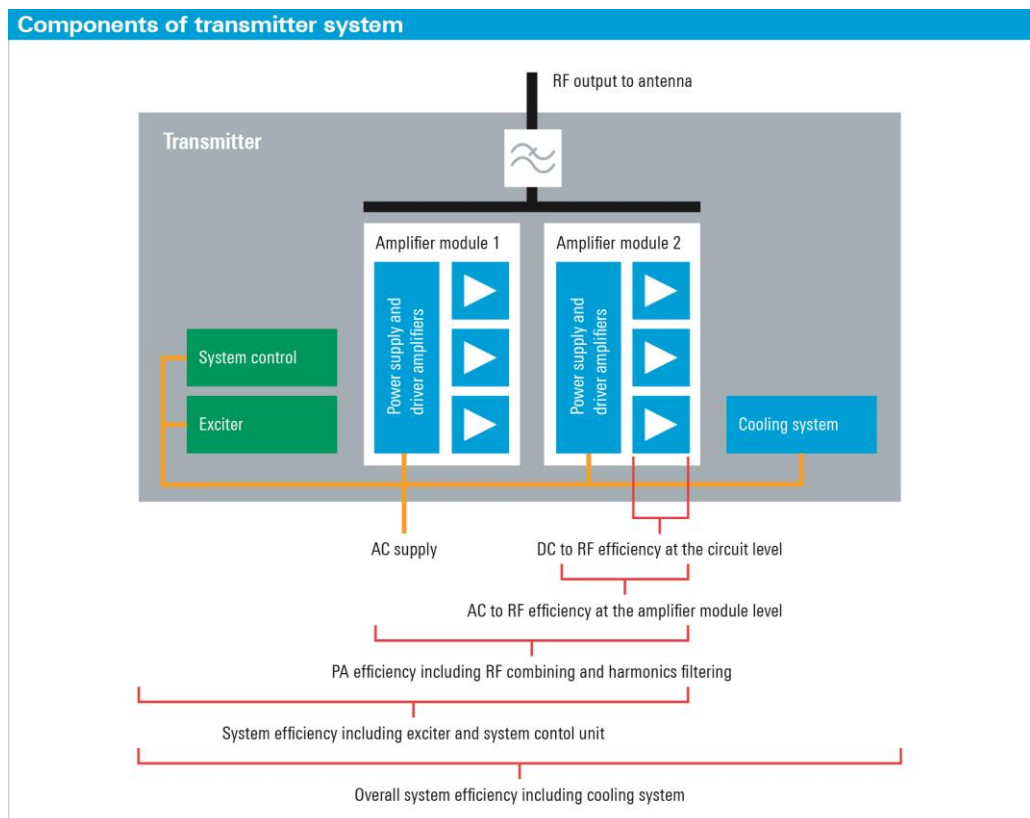 Components of transmitter system
RF output to antenna
Transmitter
Amplifier module 1
Amplifier module 2
Power supply and
driver amplifiers
Power supply and
driver amplifiers
System control
Exciter
Cooling system
AC supply
DC to RF efficiency at the circuit level
AC to RF efficiency at the amplifier module level
PA efficiency including RF combining and harmonics filtering
System efficiency including exciter and system contol unit
Overall system efficiency including cooling system